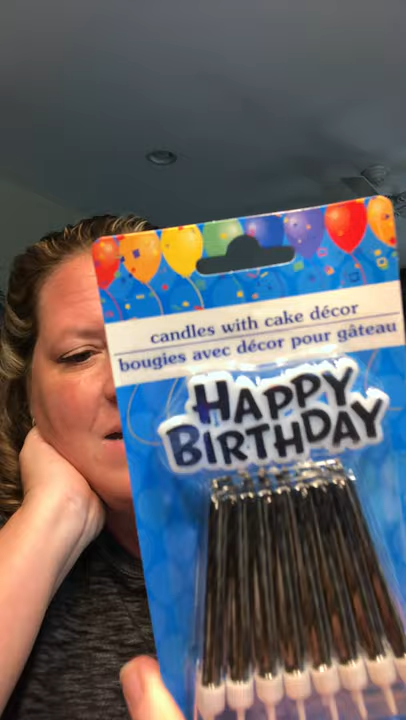 candles with cake décor
bougies avec décor pour gâteau
HAPPY
BIRTHDAY